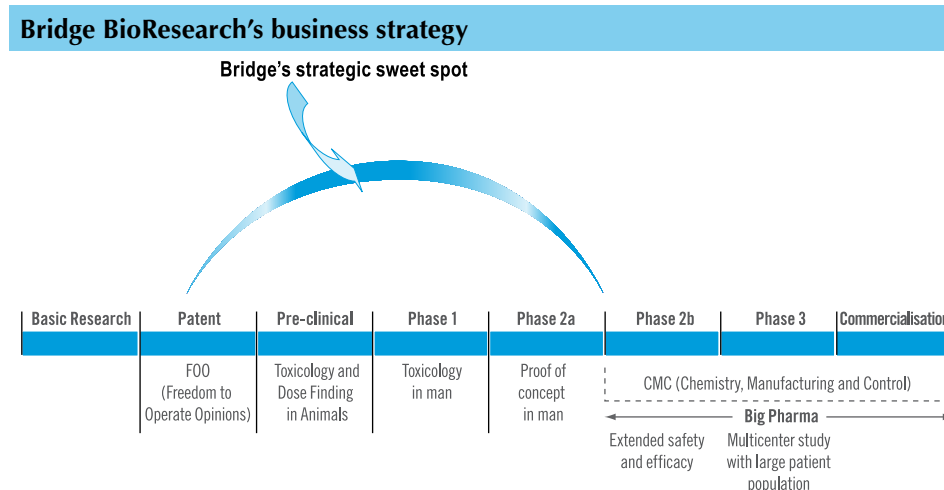 Bridge BioResearch's business strategy
Bridge's strategic sweet spot
Basic Research Patent Pre-clinical Phase 1 Phase 2a Phase 2b Phase 3 Commercialisation
FOO
(Freedom to
Operate Opinions)
Toxicology and
Dose Finding
in Animals
Toxicology
in man
Proof of
concept
in man
CMC (Chemistry, Manufacturing and Control)
Big Pharma
Extended safety
and efficacy
Multicenter study
with large patient
population